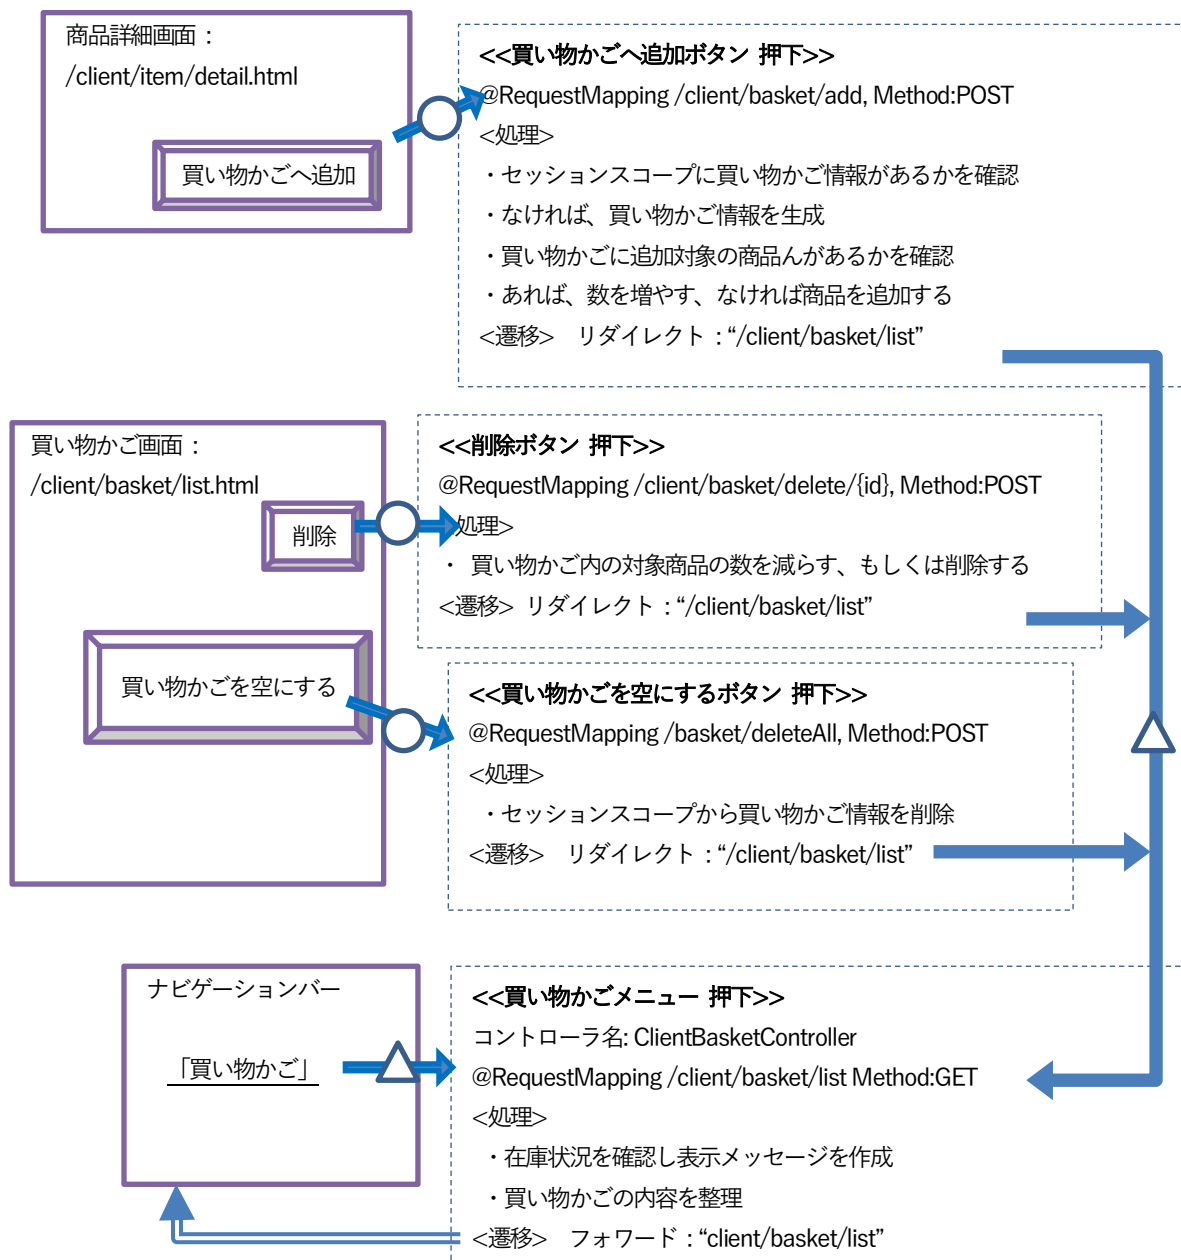 商品詳細画面：
/client/item/detail.html
買い物かごへ追加
<<買い物かごへ追加ボタン 押下>>
@RequestMapping /client/basket/add, Method:POST
<処理>
・セッションスコープに買い物かご情報があるかを確認
・なければ、買い物かご情報を生成
・買い物かごに追加対象の商品んがあるかを確認
・あれば、数を増やす、なければ商品を追加する
<遷移>　リダイレクト：“/client/basket/list”
買い物かご画面：
/client/basket/list.html
削除
買い物かごを空にする
<<削除ボタン 押下>>
@RequestMapping /client/basket/delete/{id}, Method:POST
処理>
・ 買い物かご内の対象商品の数を減らす、もしくは削除する
<遷移> リダイレクト：“/client/basket/list”
<<買い物かごを空にするボタン 押下>>
@RequestMapping /basket/deleteAll, Method:POST
<処理>
・セッションスコープから買い物かご情報を削除
<遷移>　リダイレクト：“/client/basket/list”
ナビゲーションバー
「買い物かご」
<<買い物かごメニュー 押下>>
コントローラ名: ClientBasketController
@RequestMapping /client/basket/list Method:GET
<処理>
・在庫状況を確認し表示メッセージを作成
・買い物かごの内容を整理
<遷移>　フォワード：“client/basket/list”